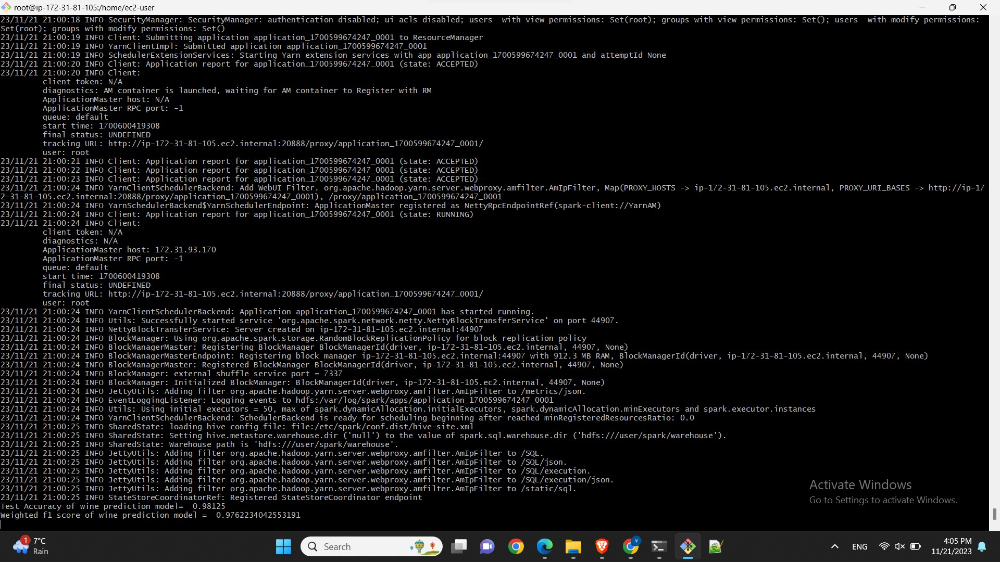 root@ip-172-31-81-105:/home/ec2-user
23/11/21 21:00:18 INFO SecurityManager: SecurityManager: authentication disabled; ui acls disabled; users  with view permissions: Set(root); groups with view permissions: Set(); users  with modify permissions:
Set(root); groups with modify permissions: Set()
23/11/21 21:00:19 INFO Client: Submitting application application_1700599674247_0001 to ResourceManager
23/11/21 21:00:19 INFO YarnClientImpl: Submitted application application_1700599674247_0001
23/11/21 21:00:19 INFO SchedulerExtensionServices: Starting Yarn extension services with app application_1700599674247_0001 and attemptId None
23/11/21 21:00:20 INFO Client: Application report for application_1700599674247_0001 (state: ACCEPTED)
23/11/21 21:00:20 INFO Client:
client token: N/A
diagnostics: AM container is launched, waiting for AM container to Register with RM
ApplicationMaster host: N/A
ApplicationMaster RPC port: -1
queue: default
start time: 1700600419308
final status: UNDEFINED
tracking URL: http://ip-172-31-81-105.ec2.internal:20888/proxy/application_1700599674247_0001/
user: root
23/11/21 21:00:21 INFO Client: Application report for application_1700599674247_0001 (state: ACCEPTED)
23/11/21 21:00:22 INFO Client: Application report for application_1700599674247_0001 (state: ACCEPTED)
23/11/21 21:00:23 INFO Client: Application report for application_1700599674247_0001 (state: ACCEPTED)
23/11/21 21:00:24 INFO YarnClientSchedulerBackend: Add WebUI Filter. org.apache.hadoop.yarn.server.webproxy.amfilter.AmIpFilter, Map(PROXY_HOSTS -> ip-172-31-81-105.ec2.internal, PROXY_URI_BASES -> http://ip-17
2-31-81-105.ec2.internal:20888/proxy/application_1700599674247_0001), /proxy/application_1700599674247_0001
23/11/21 21:00:24 INFO YarnSchedulerBackend$YarnSchedulerEndpoint: ApplicationMaster registered as NettyRpcEndpointRef(spark-client://YarnAM)
23/11/21 21:00:24 INFO Client: Application report for application_1700599674247_0001 (state: RUNNING)
23/11/21 21:00:24 INFO Client:
client token: N/A
diagnostics: N/A
ApplicationMaster host: 172.31.93.170
ApplicationMaster RPC port: -1
queue: default
start time: 1700600419308
final status: UNDEFINED
tracking URL: http://ip-172-31-81-105.ec2.internal:20888/proxy/application_1700599674247_0001/
user: root
23/11/21 21:00:24 INFO YarnClientSchedulerBackend: Application application_1700599674247_0001 has started running.
23/11/21 21:00:24 INFO Utils: Successfully started service 'org.apache.spark.network.netty.NettyBlockTransferService' on port 44907.
23/11/21 21:00:24 INFO NettyBlockTransferService: Server created on ip-172-31-81-105.ec2.internal:44907
23/11/21 21:00:24 INFO BlockManager: Using org.apache.spark.storage.RandomBlockReplicationPolicy for block replication policy
23/11/21 21:00:24 INFO BlockManagerMaster: Registering BlockManager BlockManagerId(driver, ip-172-31-81-105.ec2.internal, 44907, None)
23/11/21 21:00:24 INFO BlockManagerMasterEndpoint: Registering block manager ip-172-31-81-105.ec2.internal:44907 with 912.3 MB RAM, BlockManagerId(driver, ip-172-31-81-105.ec2.internal, 44907, None)
23/11/21 21:00:24 INFO BlockManagerMaster: Registered BlockManager BlockManagerId(driver, ip-172-31-81-105.ec2.internal, 44907, None)
23/11/21 21:00:24 INFO BlockManager: external shuffle service port = 7337
23/11/21 21:00:24 INFO BlockManager: Initialized BlockManager: BlockManagerId(driver, ip-172-31-81-105.ec2.internal, 44907, None)
23/11/21 21:00:24 INFO JettyUtils: Adding filter org.apache.hadoop.yarn.server.webproxy.amfilter.AmIpFilter to /metrics/json.
23/11/21 21:00:24 INFO EventLoggingListener: Logging events to hdfs:/var/log/spark/apps/application_1700599674247_0001
23/11/21 21:00:24 INFO Utils: Using initial executors = 50, max of spark.dynamicAllocation.initialExecutors, spark.dynamicAllocation.minExecutors and spark.executor.instances
23/11/21 21:00:24 INFO YarnClientSchedulerBackend: SchedulerBackend is ready for scheduling beginning after reached minRegisteredResourcesRatio: 0.0
23/11/21 21:00:25 INFO SharedState: loading hive config file: file:/etc/spark/conf.dist/hive-site.xml
23/11/21 21:00:25 INFO SharedState: Setting hive.metastore.warehouse.dir ('null') to the value of spark.sql.warehouse.dir ('hdfs:///user/spark/warehouse').
23/11/21 21:00:25 INFO SharedState: Warehouse path is 'hdfs:///user/spark/warehouse'.
23/11/21 21:00:25 INFO JettyUtils: Adding filter org.apache.hadoop.yarn.server.webproxy.amfilter.AmIpFilter to /SQL.
23/11/21 21:00:25 INFO JettyUtils: Adding filter org.apache.hadoop.yarn.server.webproxy.amfilter.AmIpFilter to /SQL/json.
23/11/21 21:00:25 INFO JettyUtils: Adding filter org.apache.hadoop.yarn.server.webproxy.amfilter.AmIpFilter to /SQL/execution.
23/11/21 21:00:25 INFO JettyUtils: Adding filter org.apache.hadoop.yarn.server.webproxy.amfilter.AmIpFilter to /SQL/execution/json.
23/11/21 21:00:25 INFO JettyUtils: Adding filter org.apache.hadoop.yarn.server.webproxy.amfilter.AmIpFilter to /static/sql.
23/11/21 21:00:25 INFO StateStoreCoordinatorRef: Registered StateStoreCoordinator endpoint
Test Accuracy of wine prediction model=  0.98125
Weighted f1 score of wine prediction model =  0.9762234042553191
Activate Windows
Go to Settings to activate Windows.
1
7°C
Rain
Search
V
ENG
4:05 PM
11/21/2023